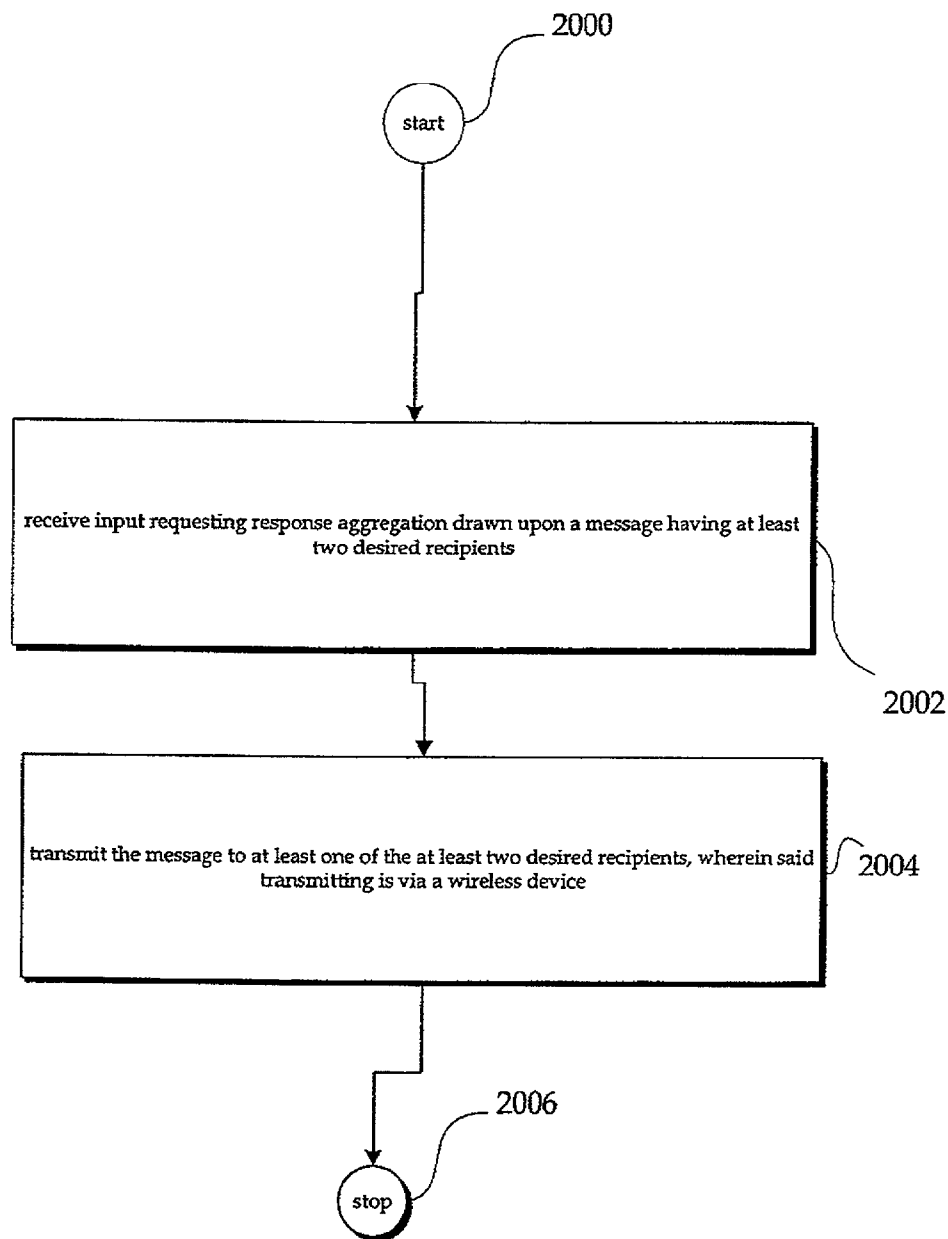 2000
start
receive input requesting response aggregation drawn upon a message having at least
two desired recipients
2002
transmit the message to at least one of the at least two desired recipients, wherein said
transmitting is via a wireless device
2004
2006
stop